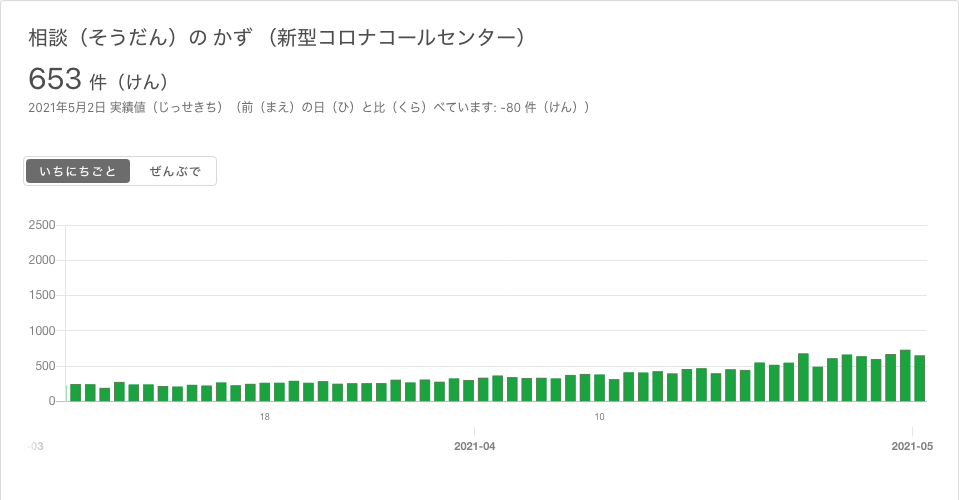 相談（そうだん）の かず （新型コロナコールセンター）
653 件（けん）
2021年5月2日 実績値（じっせきち）（前（まえ）の日（ひ）と比（くら）べています: -80 件（けん））
いちにちごと ぜんぶで
2500
2000
1500
1000
500
0
18 10
-03 2021-04 2021-05